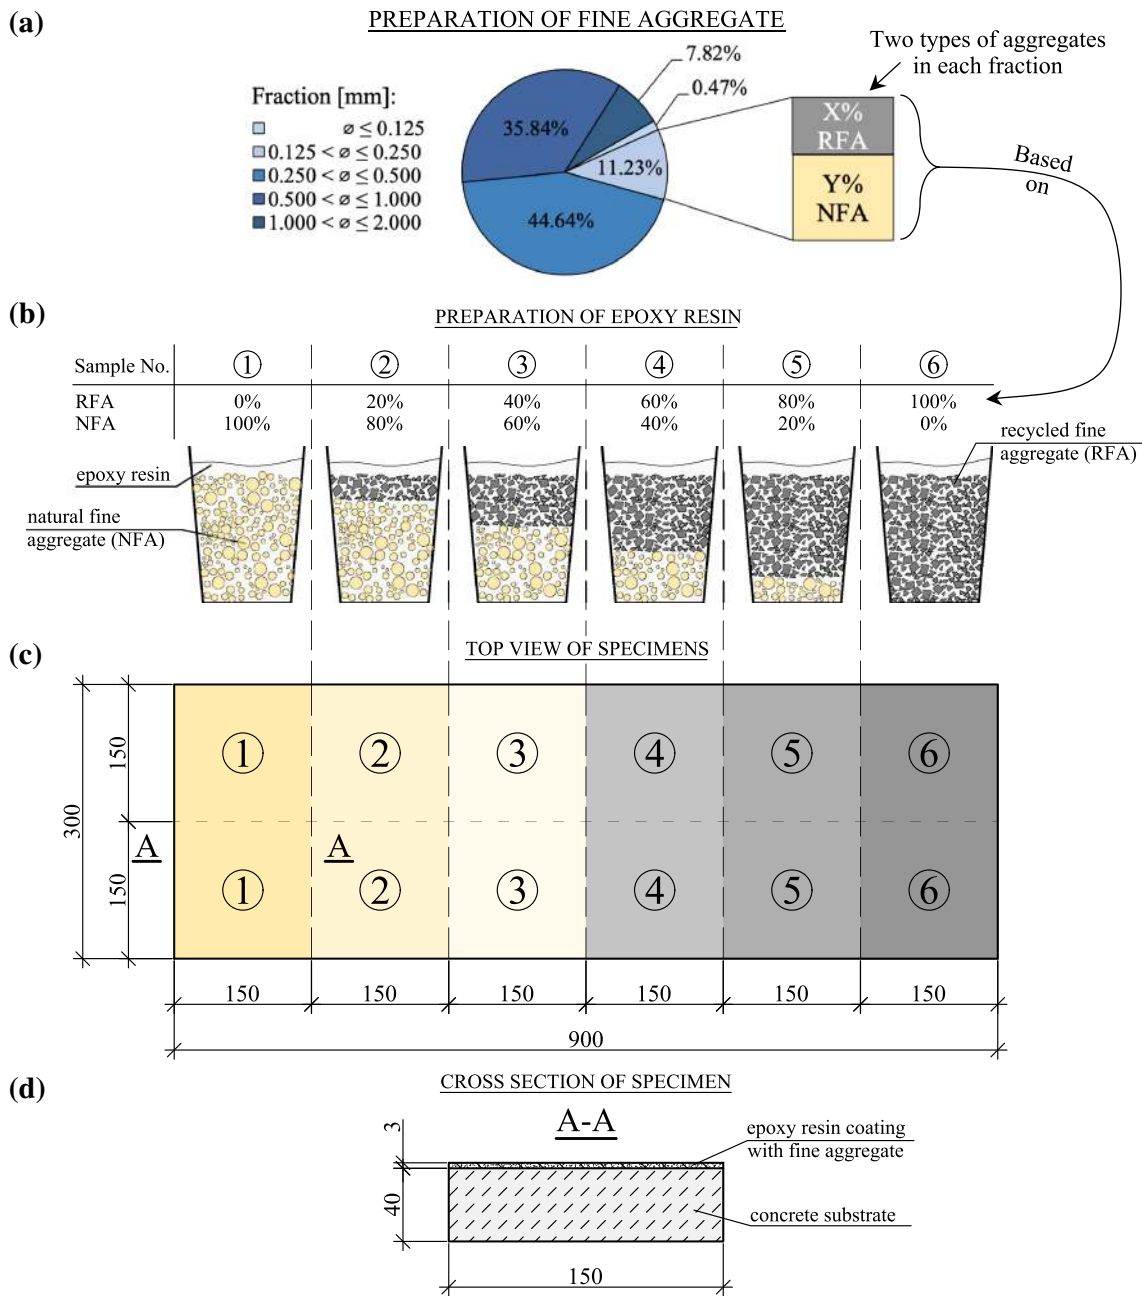 (a)
PREPARATION OF FINE AGGREGATE
Two types of aggregates
in each fraction
Fraction [mm]:
ø ≤ 0.125
0.125 < ø ≤ 0.250
0.250 < ø ≤ 0.500
0.500 < ø ≤ 1.000
1.000 < ø ≤ 2.000
7.82%
0.47%
35.84%
11.23%
44.64%
X%
RFA
Y%
NFA
Based
on
(b)
PREPARATION OF EPOXY RESIN
Sample No. 1 2 3 4 5 6
RFA 0% 20% 40% 60% 80% 100%
NFA 100% 80% 60% 40% 20% 0%
epoxy resin
natural fine
aggregate (NFA)
recycled fine
aggregate (RFA)
(c)
TOP VIEW OF SPECIMENS
1 2 3 4 5 6
150
300
A A
150
1 2 3 4 5 6
150 150 150 150 150 150
900
(d)
CROSS SECTION OF SPECIMEN
A-A
3
epoxy resin coating
with fine aggregate
40
concrete substrate
150